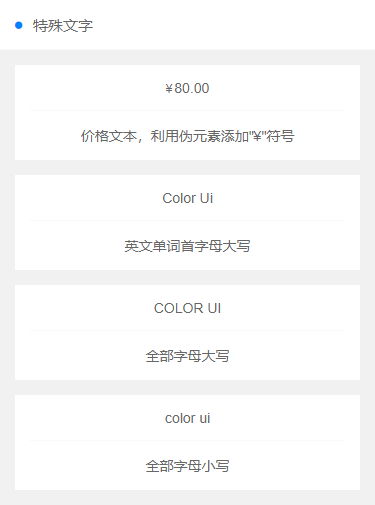 特殊文字
¥80.00
价格文本，利用伪元素添加"¥"符号
Color Ui
英文单词首字母大写
COLOR UI
全部字母大写
color ui
全部字母小写